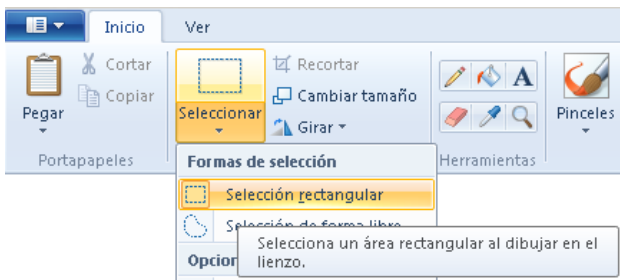 Inicio Ver
Cortar
Copiar
Pegar
Portapapeles
Seleccionar
Recortar
Cambiar tamaño
Girar
A
Herramientas
Pinceles
Formas de selección
Selección rectangular
Selección de forma libre
Selecciona un área rectangular al dibujar en el
lienzo.